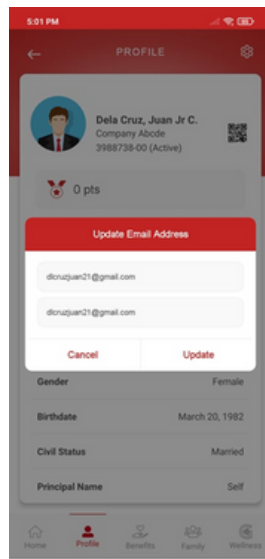 5:01 PM
PROFILE
Dela Cruz, Juan Jr C.
Company Abcde
3988738-00 (Active)
0 pts
Update Email Address
dlcruzjuan21@gmail.com
dlcruzjuan21@gmail.com
Cancel Update
Gender Female
Birthdate March 20, 1982
Civil Status Married
Principal Name Self
Home Profile Benefits Family Wellness